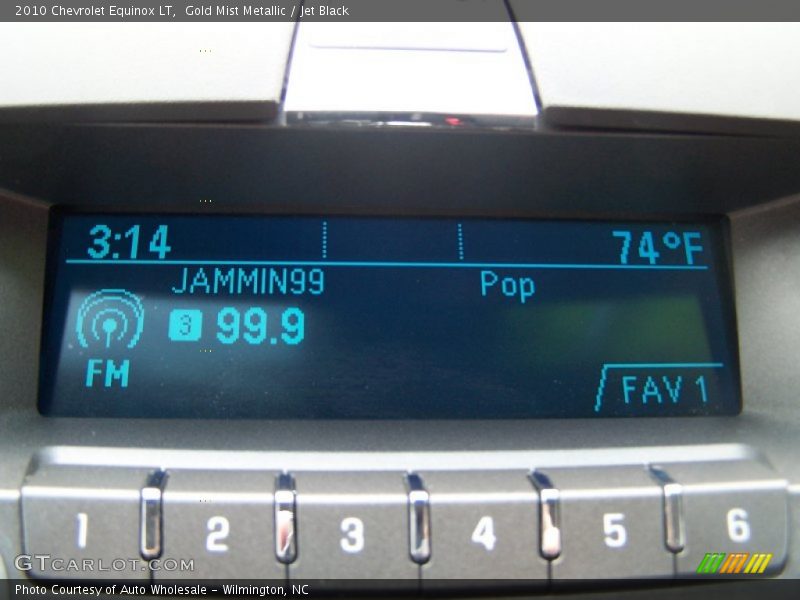 2010 Chevrolet Equinox LT,  Gold Mist Metallic / Jet Black
3:14 74°F
JAMMIN99 Pop
3 99.9
FM
FAV 1
1 2 3 4 5 6
GTCARLOT.COM
Photo Courtesy of Auto Wholesale - Wilmington, NC